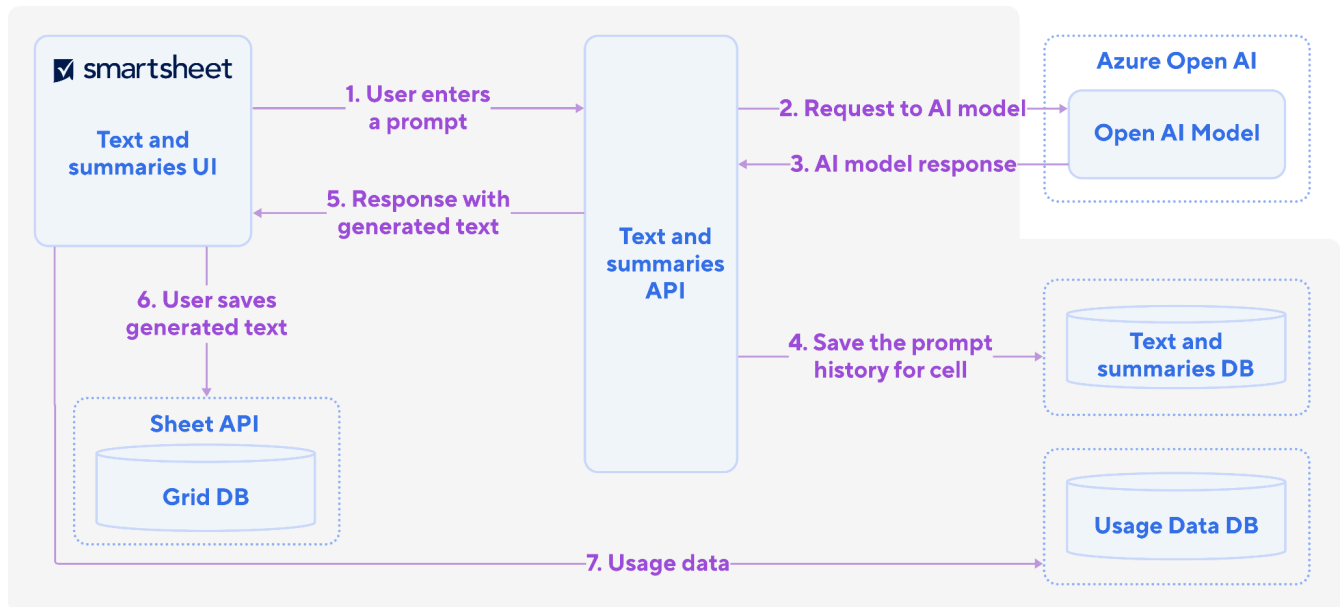 smartsheet
Text and
summaries UI
1. User enters
a prompt
2. Request to AI model
Azure Open AI
Open AI Model
3. AI model response
5. Response with
generated text
Text and
summaries
API
6. User saves
generated text
4. Save the prompt
history for cell
Text and
summaries DB
Sheet API
Grid DB
Usage Data DB
7. Usage data